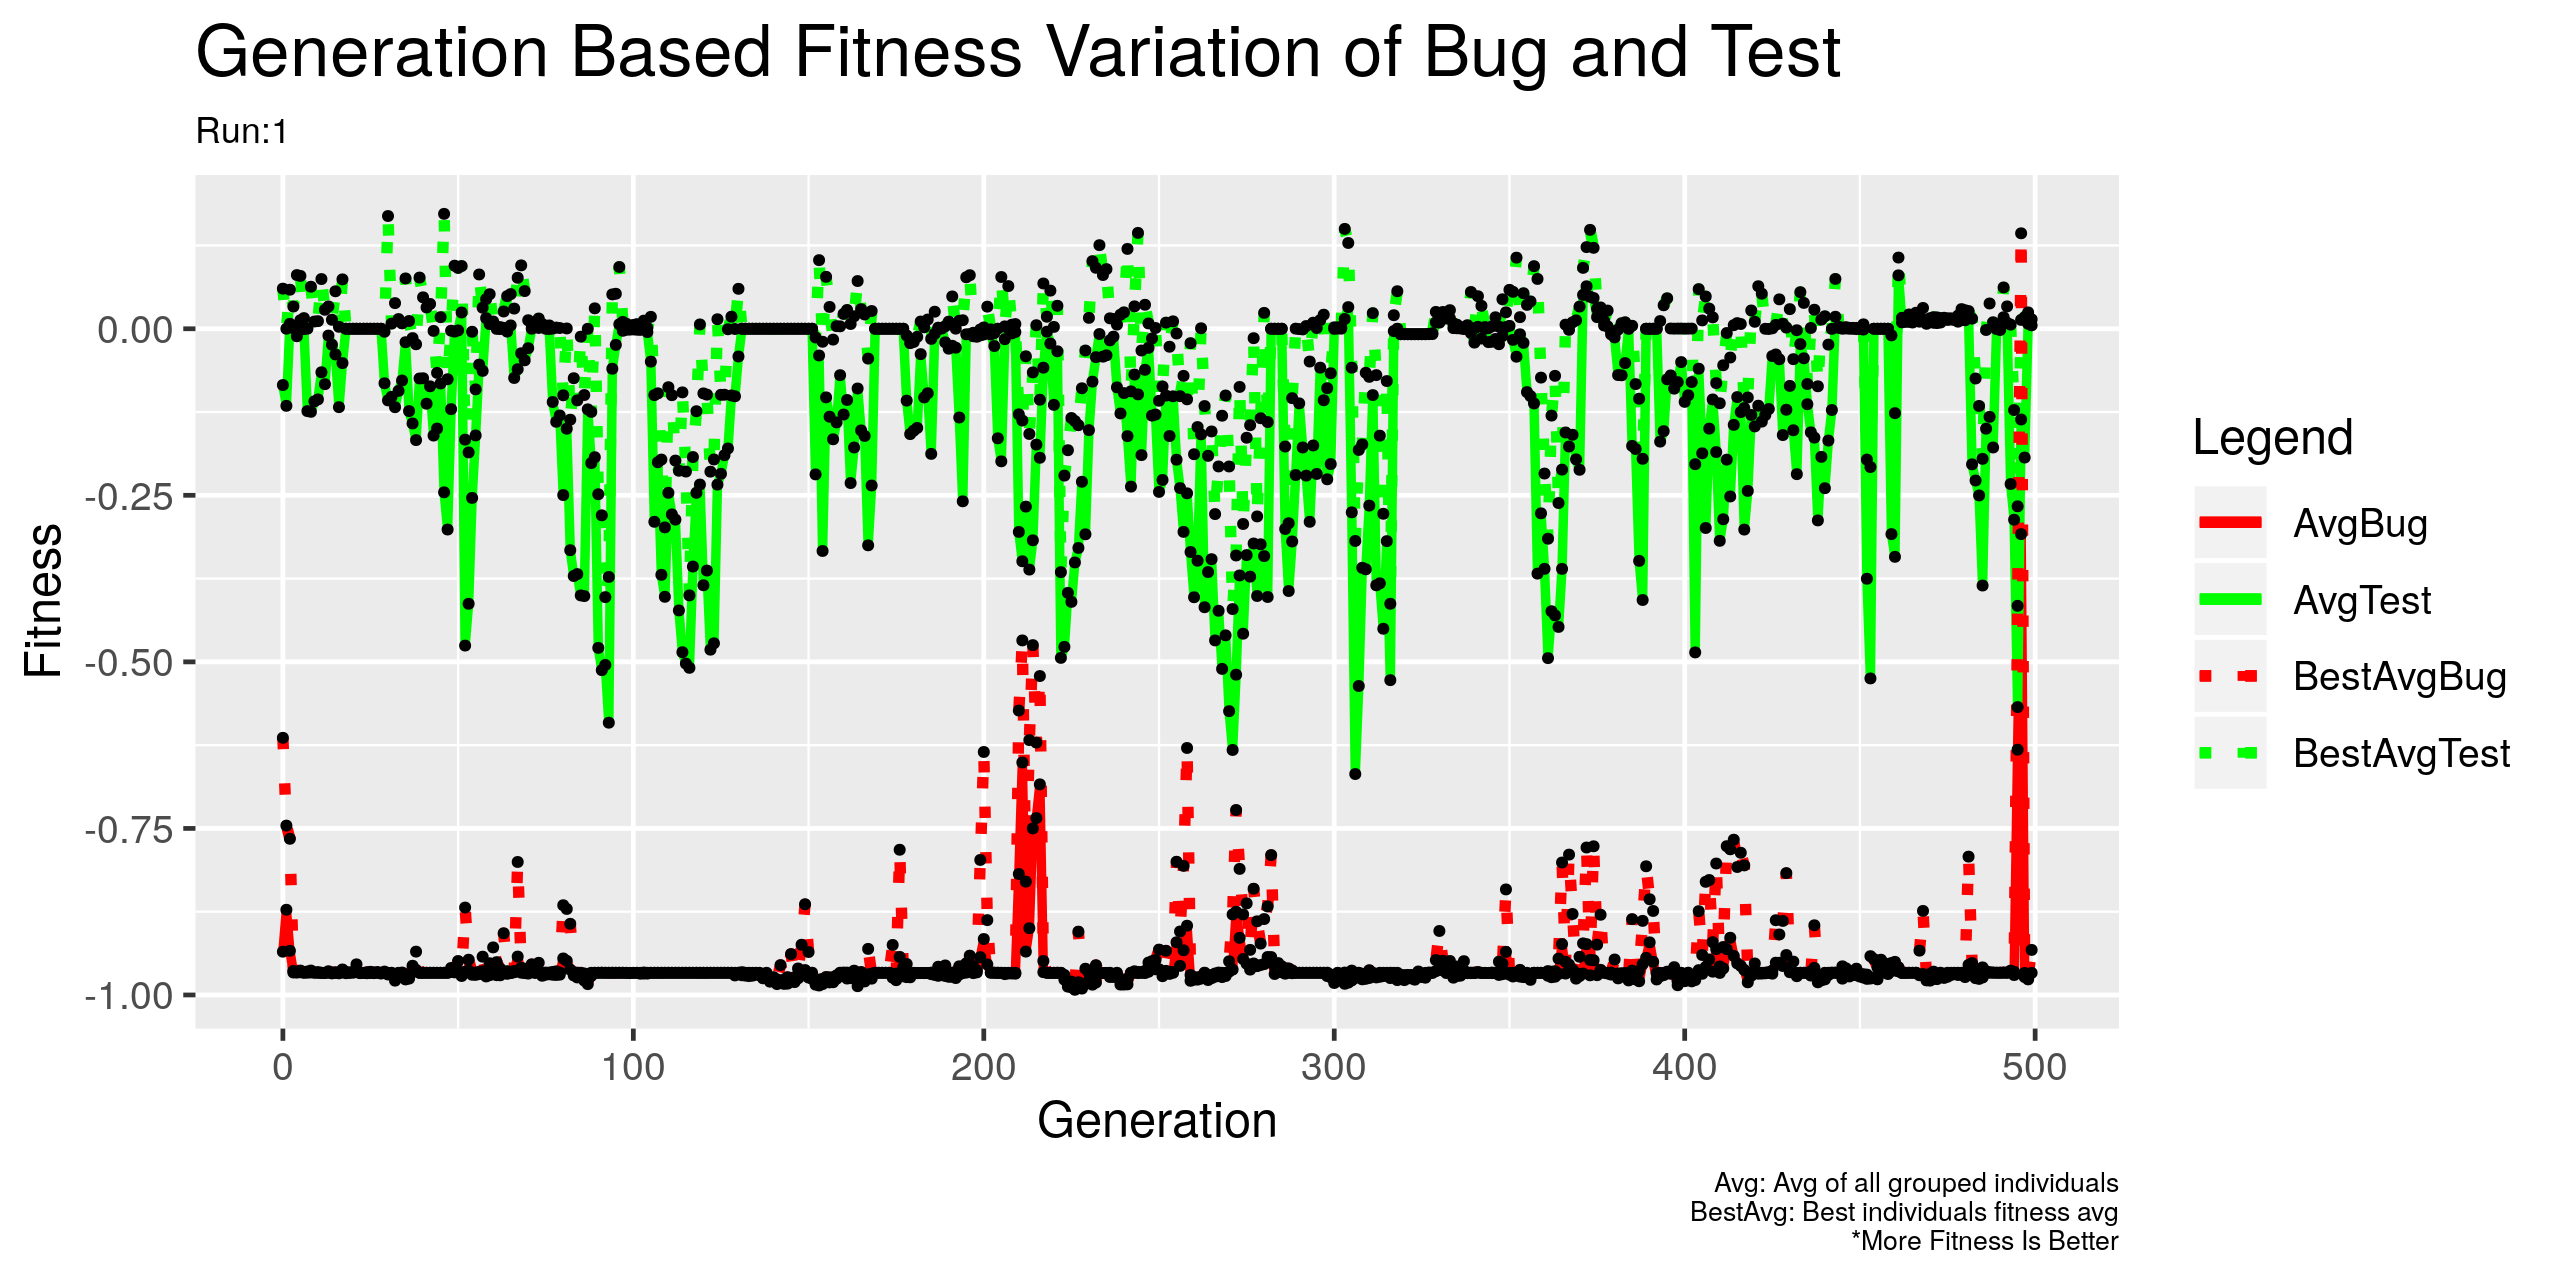 Generation Based Fitness Variation of Bug and Test
Run:1
Fitness
0.00
-0.25
-0.50
-0.75
-1.00
0
100
200
300
400
500
Generation
Legend
AvgBug
AvgTest
BestAvgBug
BestAvgTest
Avg: Avg of all grouped individuals
BestAvg: Best individuals fitness avg
*More Fitness Is Better